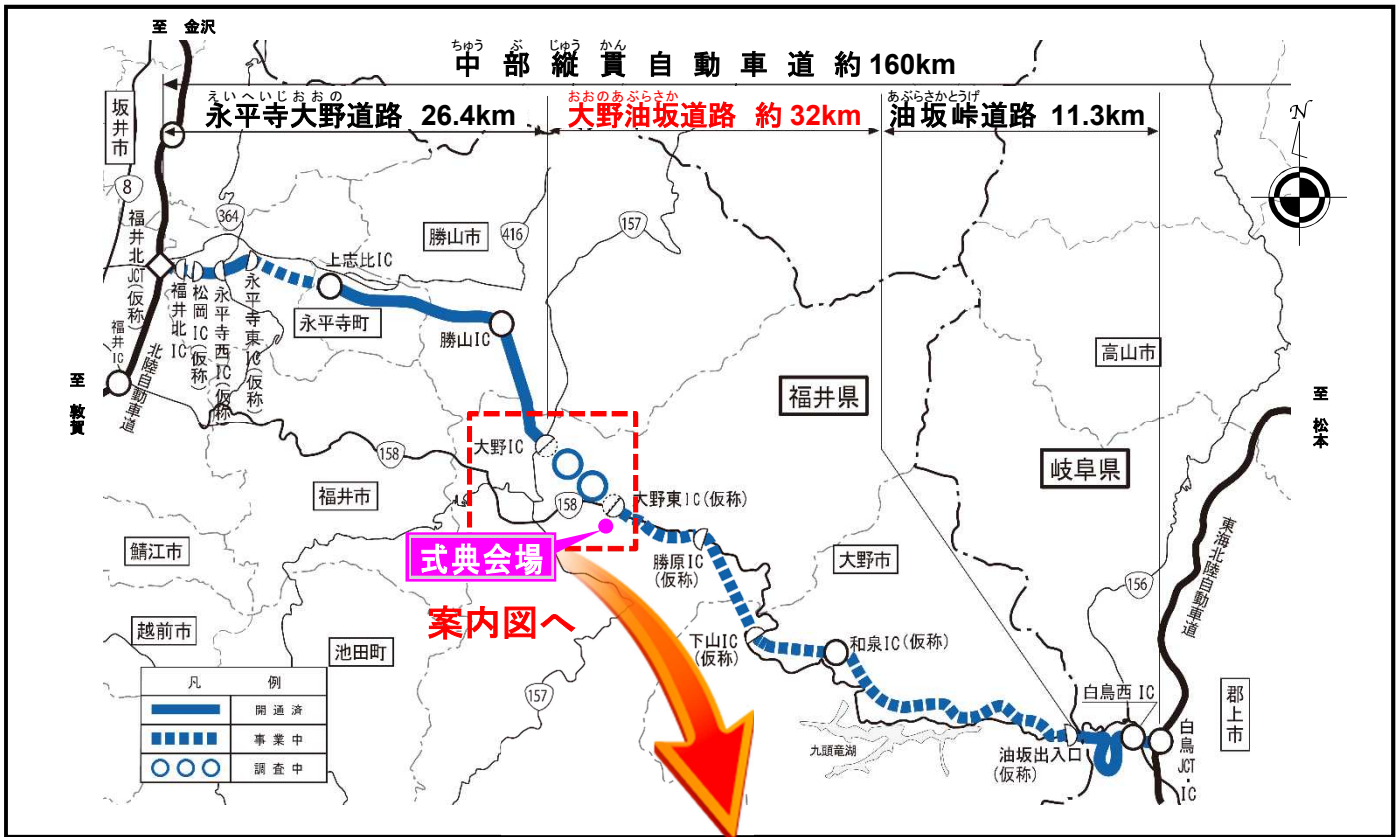 至 金沢
ちゅう ぶ じゅう かん
中部縦貫自動車道約160km
えいへいじおおの
永平寺大野道路 26.4km
おおのあぶらさか
大野油坂道路 約32km
あぶらさかとうげ
油坂峠道路 11.3km
N
坂井市
8
364
416
157
勝山市
福井北JCT(仮称)
福井北IC
松岡IC(仮称)
永平寺西IC(仮称)
永平寺東IC(仮称)
上志比IC
永平寺町
勝山IC
福井IC
北陸自動車道
至 敦賀
高山市
福井県
岐阜県
至 松本
大野IC
158
福井市
158
大野東IC(仮称)
式典会場
案内図へ
勝原IC
(仮称)
大野市
156
東海北陸自動車道
鯖江市
越前市
池田町
157
下山IC
(仮称)
和泉IC(仮称)
九頭竜湖
油坂出入口
(仮称)
白鳥西 IC
白鳥JCT・IC
郡上市
凡例
開通済
事業中
調査中